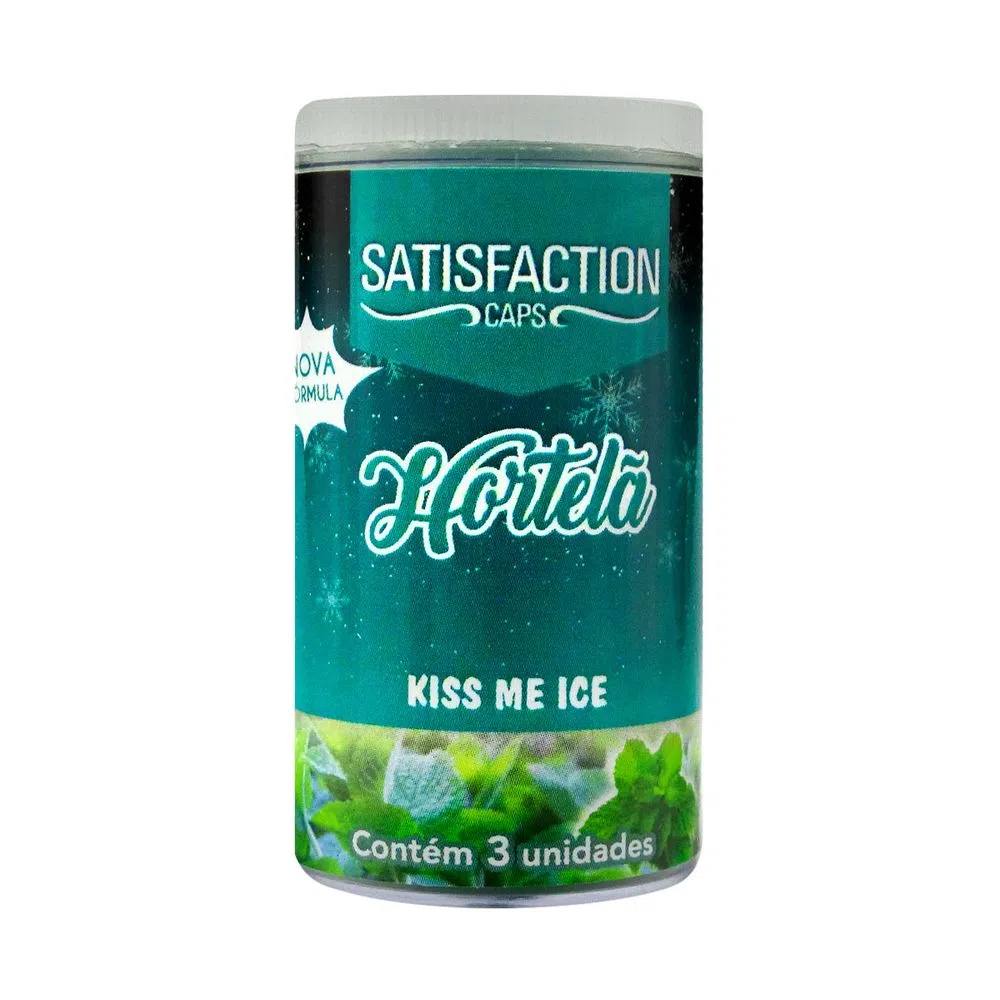 SATISFACTION
CAPS
NOVA
FÓRMULA
Hortelã
KISS ME ICE
Contém 3 unidades